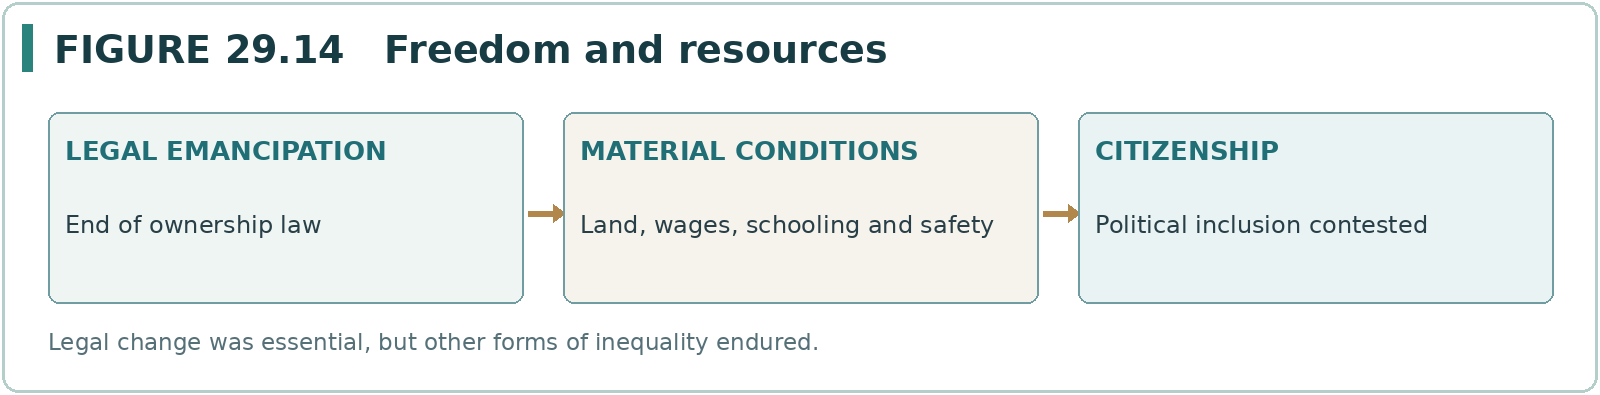 FIGURE 29.14 Freedom and resources
LEGAL EMANCIPATION
End of ownership law
MATERIAL CONDITIONS
Land, wages, schooling and safety
CITIZENSHIP
Political inclusion contested
Legal change was essential, but other forms of inequality endured.